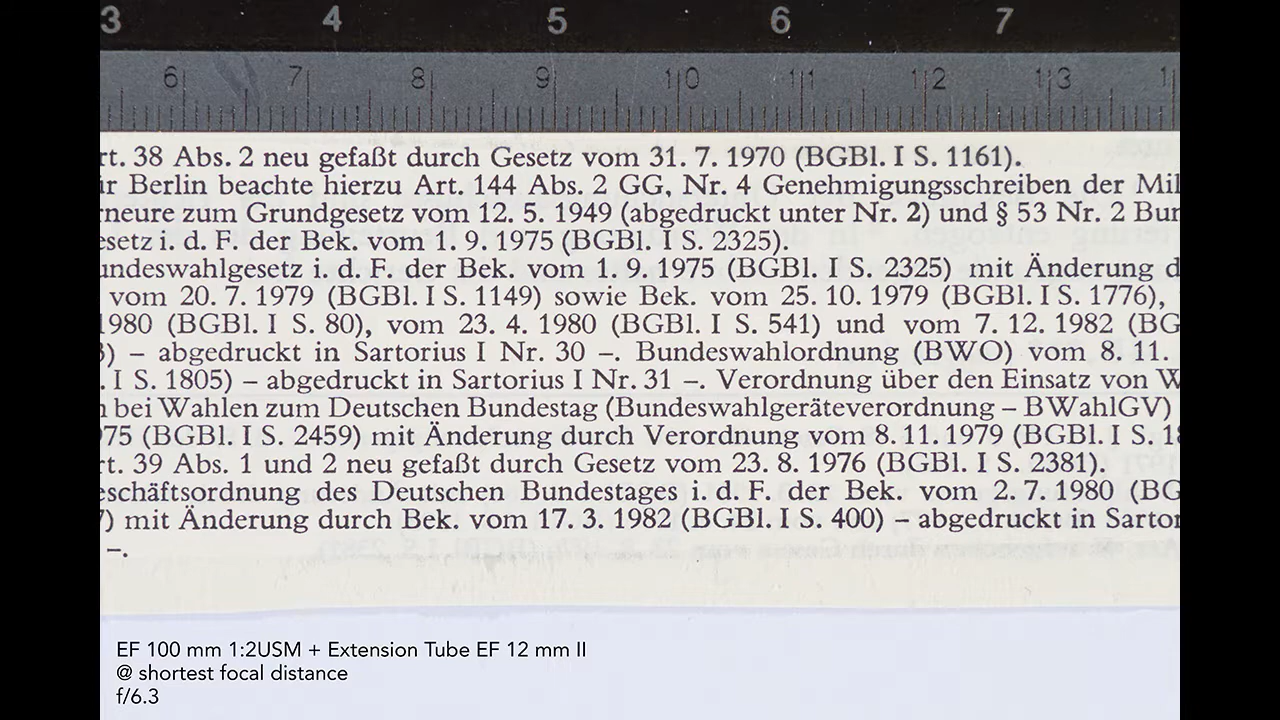 3 4 5 6 7
6 7 8 9 10 11 12 13 1
rt. 38 Abs. 2 neu gefaßt durch Gesetz vom 31. 7. 1970 (BGBl. I S. 1161).
ir Berlin beachte hierzu Art. 144 Abs. 2 GG, Nr. 4 Genehmigungsschreiben der Mil
rneure zum Grundgesetz vom 12. 5. 1949 (abgedruckt unter Nr. 2) und § 53 Nr. 2 Bun
esetz i. d. F. der Bek. vom 1. 9. 1975 (BGBl. I S. 2325).
undeswahlgesetz i. d. F. der Bek. vom 1. 9. 1975 (BGBl. I S. 2325) mit Änderung d
vom 20. 7. 1979 (BGBl. I S. 1149) sowie Bek. vom 25. 10. 1979 (BGBl. I S. 1776),
1980 (BGBl. I S. 80), vom 23. 4. 1980 (BGBl. I S. 541) und vom 7. 12. 1982 (BG
) – abgedruckt in Sartorius I Nr. 30 –. Bundeswahlordnung (BWO) vom 8. 11.
. I S. 1805) – abgedruckt in Sartorius I Nr. 31 –. Verordnung über den Einsatz von W
n bei Wahlen zum Deutschen Bundestag (Bundeswahlgeräteverordnung – BWahlGV)
75 (BGBl. I S. 2459) mit Änderung durch Verordnung vom 8.11.1979 (BGBl. I S. 18
rt. 39 Abs. 1 und 2 neu gefaßt durch Gesetz vom 23. 8. 1976 (BGBl. I S. 2381).
eschäftsordnung des Deutschen Bundestages i. d. F. der Bek. vom 2. 7. 1980 (BG
7) mit Änderung durch Bek. vom 17. 3. 1982 (BGBl. I S. 400) – abgedruckt in Sartor
–.
EF 100 mm 1:2USM + Extension Tube EF 12 mm II
@ shortest focal distance
f/6.3